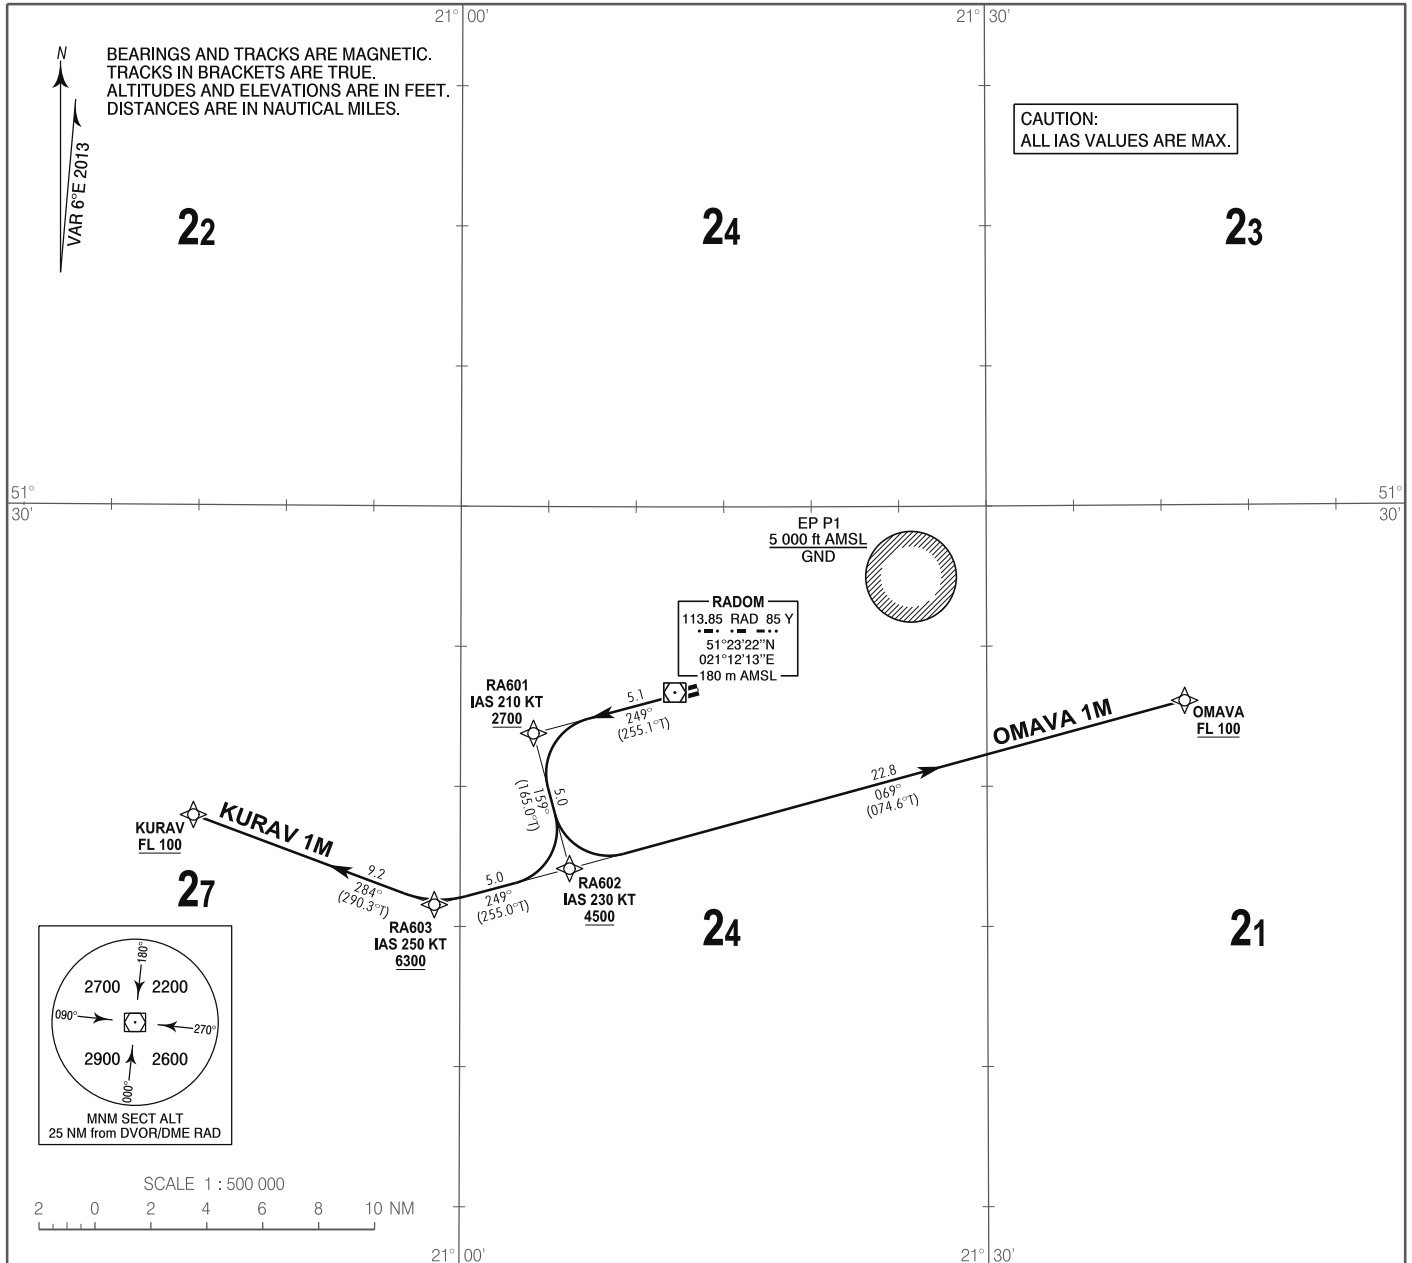 21° 00'
21° 30'
N
VAR 6°E 2013
BEARINGS AND TRACKS ARE MAGNETIC.
TRACKS IN BRACKETS ARE TRUE.
ALTITUDES AND ELEVATIONS ARE IN FEET.
DISTANCES ARE IN NAUTICAL MILES.
CAUTION:
ALL IAS VALUES ARE MAX.
22
24
23
51°
30'
51°
30'
EP P1
5 000 ft AMSL
GND
RADOM
113.85 RAD 85 Y
51°23'22"N
021°12'13"E
180 m AMSL
RA601
IAS 210 KT
2700
5.1
249°
(255.1°T)
OMAVA 1M
OMAVA
FL 100
22.8
069°
(074.6°T)
5.0
159°
(165.0°T)
KURAV 1M
KURAV
FL 100
9.2
284°
(290.3°T)
5.0
249°
(255.0°T)
RA602
IAS 230 KT
4500
RA603
IAS 250 KT
6300
27
24
21
180°
2700 2200
090°
270°
2900 2600
000°
MNM SECT ALT
25 NM from DVOR/DME RAD
SCALE 1 : 500 000
2 0 2 4 6 8 10 NM
21° 00'
21° 30'